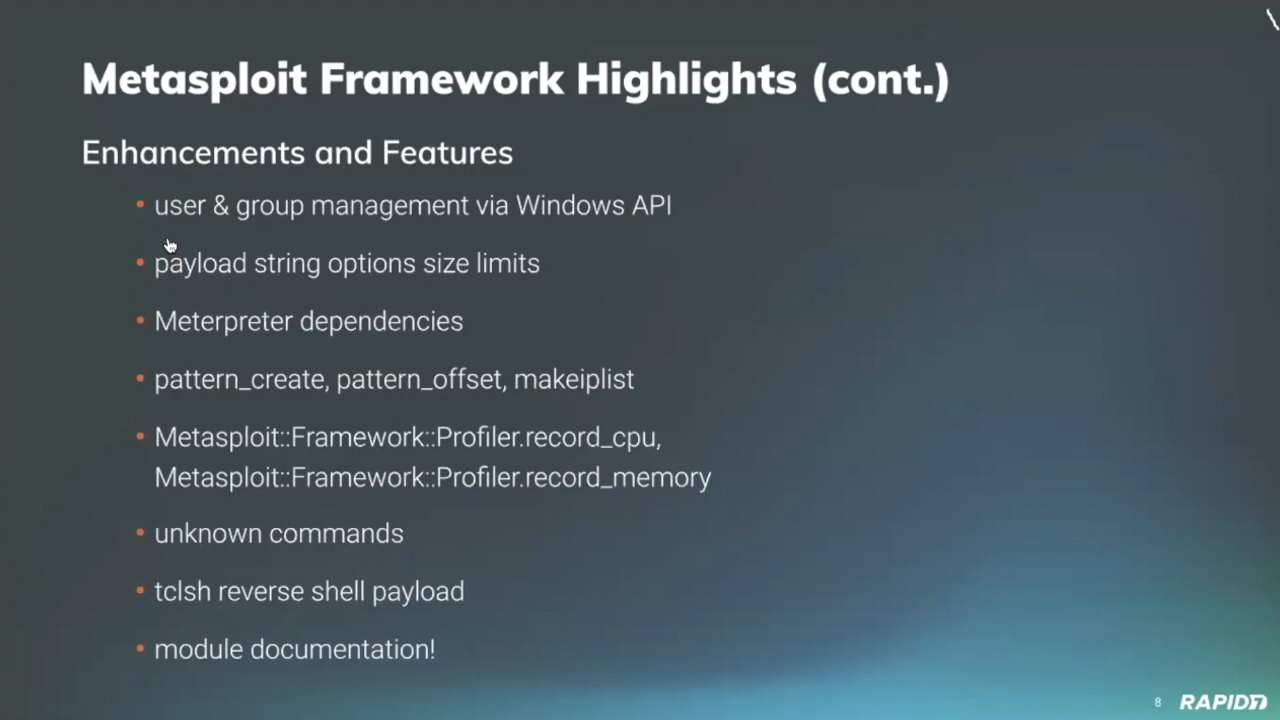 Metasploit Framework Highlights (cont.)
Enhancements and Features
• user & group management via Windows API
• payload string options size limits
• Meterpreter dependencies
• pattern_create, pattern_offset, makeiplist
• Metasploit::Framework::Profiler.record_cpu,
Metasploit::Framework::Profiler.record_memory
• unknown commands
• tclsh reverse shell payload
• module documentation!
8 RAPID7